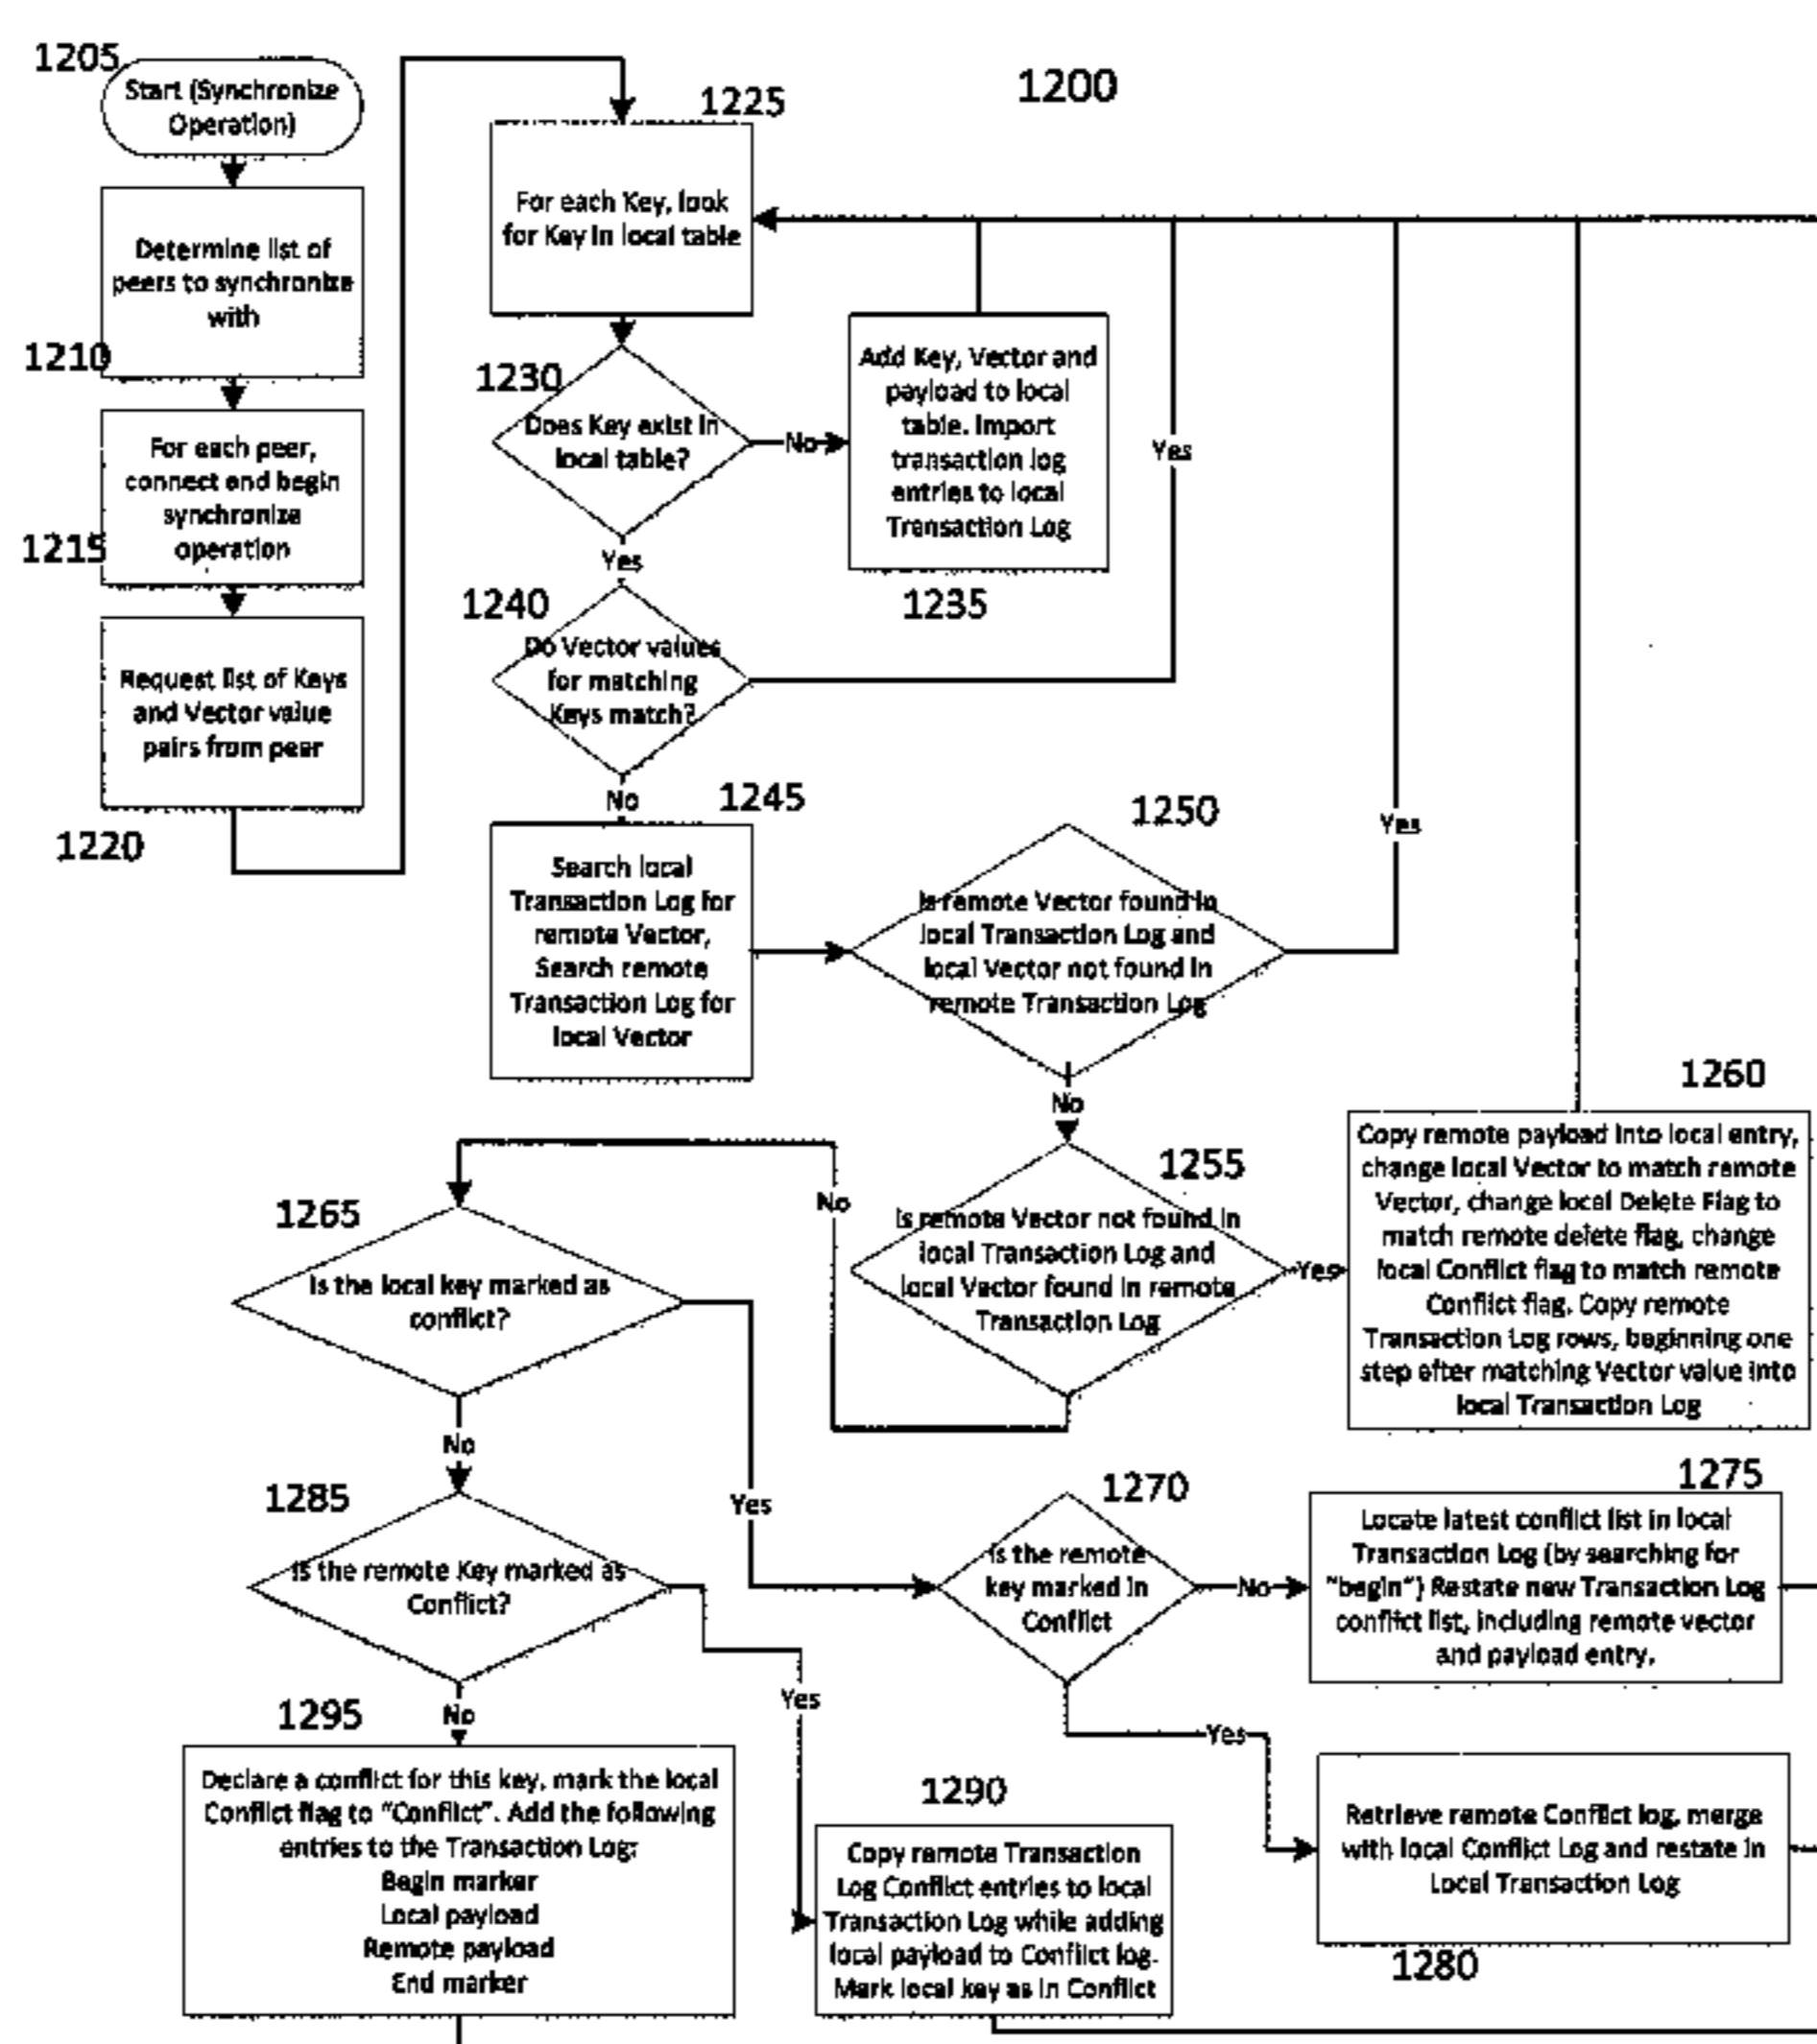 1205
Start (Synchronize
Operation)
Determine list of
peers to synchronize
with
1210
For each peer,
connect and begin
synchronize
operation
1215
Request list of Keys
and Vector value
pairs from peer
1220
1200
1225
For each Key, look
for Key in local table
1230
Does Key exist in
local table?
No
Yes
Add Key, Vector and
payload to local
table. Import
transaction log
entries to local
Transaction Log
1235
Yes
1240
Do Vector values
for matching
Keys match?
No
1245
Search local
Transaction Log for
remote Vector,
Search remote
Transaction Log for
local Vector
1250
Is remote Vector found in
local Transaction Log and
local Vector not found in
remote Transaction Log
Yes
No
1255
Is remote Vector not found in
local Transaction Log and
local Vector found in remote
Transaction Log
Yes
No
1260
Copy remote payload into local entry,
change local Vector to match remote
Vector, change local Delete Flag to
match remote delete flag, change
local Conflict flag to match remote
Conflict flag. Copy remote
Transaction Log rows, beginning one
step after matching Vector value into
local Transaction Log
1265
Is the local key marked as
conflict?
No
Yes
1285
Is the remote Key marked as
Conflict?
No
Yes
1270
Is the remote
key marked in
Conflict
No
Yes
1275
Locate latest conflict list in local
Transaction Log (by searching for
"begin") Restate new Transaction Log
conflict list, including remote vector
and payload entry.
1295
Declare a conflict for this key, mark the local
Conflict flag to "Conflict". Add the following
entries to the Transaction Log:
Begin marker
Local payload
Remote payload
End marker
1290
Copy remote Transaction
Log Conflict entries to local
Transaction Log while adding
local payload to Conflict log.
Mark local key as in Conflict
Retrieve remote Conflict log, merge
with local Conflict Log and restate in
Local Transaction Log
1280